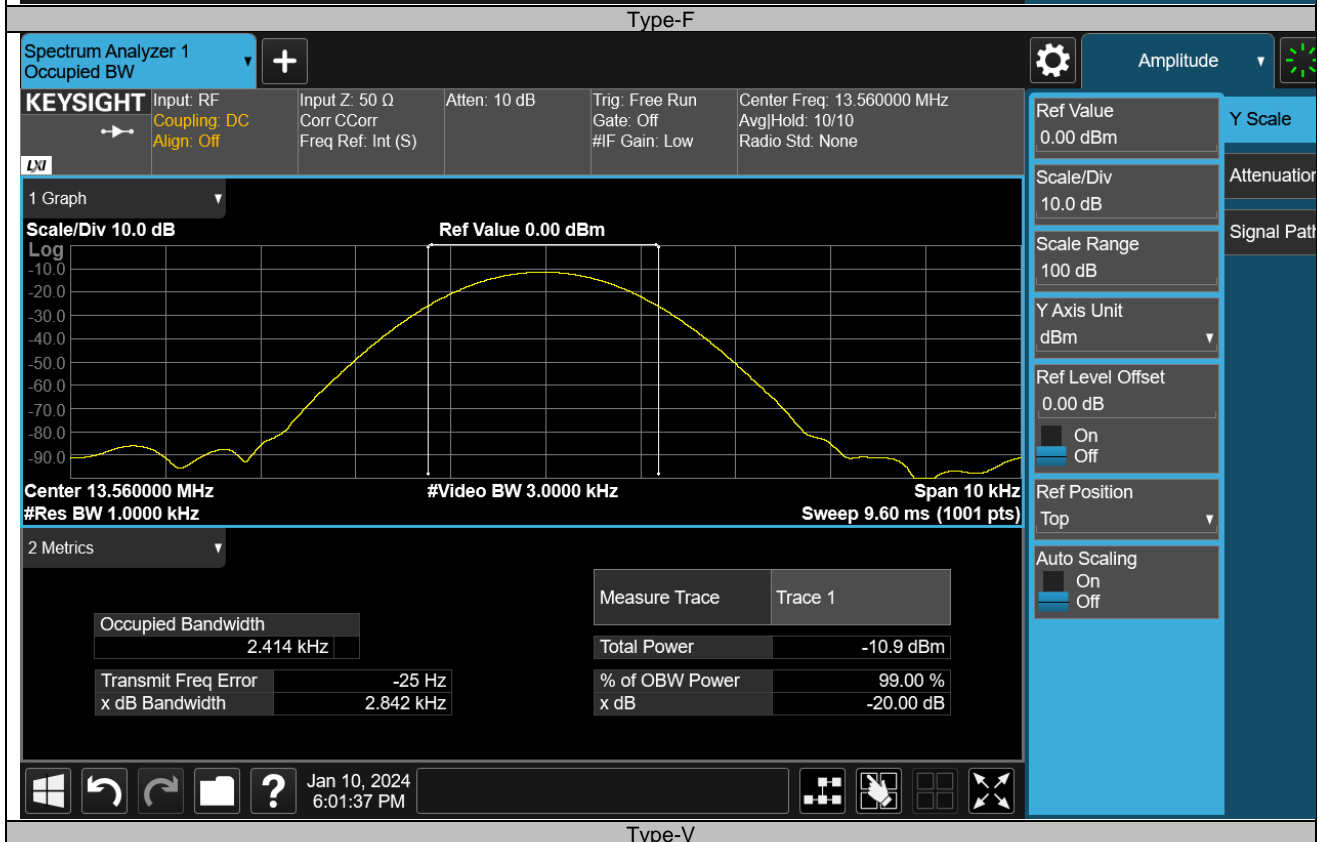 Type-F
Spectrum Analyzer 1
Occupied BW
Amplitude
KEYSIGHT
LXI
Input: RF
Coupling: DC
Align: Off
Input Z: 50 Ω
Corr CCorr
Freq Ref: Int (S)
Atten: 10 dB
Trig: Free Run
Gate: Off
#IF Gain: Low
Center Freq: 13.560000 MHz
Avg|Hold: 10/10
Radio Std: None
1 Graph
Scale/Div 10.0 dB
Ref Value 0.00 dBm
Log
-10.0
-20.0
-30.0
-40.0
-50.0
-60.0
-70.0
-80.0
-90.0
Center 13.560000 MHz
#Video BW 3.0000 kHz
Span 10 kHz
#Res BW 1.0000 kHz
Sweep 9.60 ms (1001 pts)
2 Metrics
Measure Trace Trace 1
Occupied Bandwidth
2.414 kHz
Total Power -10.9 dBm
Transmit Freq Error -25 Hz
% of OBW Power 99.00 %
x dB Bandwidth 2.842 kHz
x dB -20.00 dB
Ref Value
0.00 dBm
Scale/Div
10.0 dB
Scale Range
100 dB
Y Axis Unit
dBm
Ref Level Offset
0.00 dB
On
Off
Ref Position
Top
Auto Scaling
On
Off
Y Scale
Attenuation
Signal Path
?
Jan 10, 2024
6:01:37 PM
Type-V